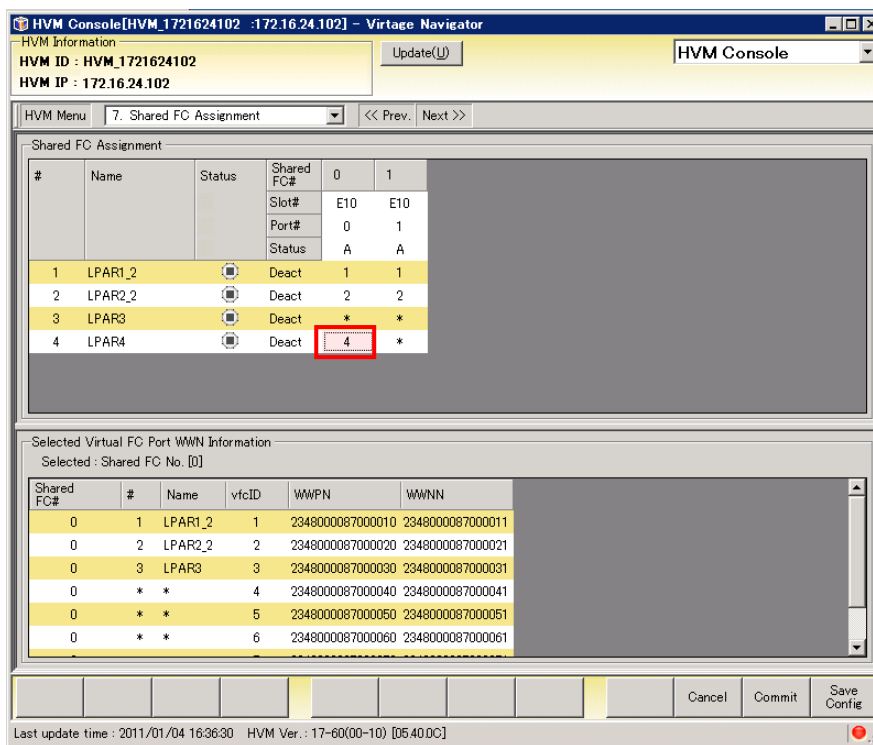 HVM Console[HVM_1721624102 :172.16.24.102] - Virtage Navigator
HVM Information
HVM ID : HVM_1721624102
HVM IP : 172.16.24.102
Update(U)
HVM Console
HVM Menu 7. Shared FC Assignment << Prev. Next >>
Shared FC Assignment
# Name Status Shared FC# 0 1
Slot# E10 E10
Port# 0 1
Status A A
1 LPAR1_2 Deact 1 1
2 LPAR2_2 Deact 2 2
3 LPAR3 Deact * *
4 LPAR4 Deact 4 *
Selected Virtual FC Port WWN Information
Selected : Shared FC No. [0]
Shared FC# # Name vfcID WWPN WWNN
0 1 LPAR1_2 1 2348000087000010 2348000087000011
0 2 LPAR2_2 2 2348000087000020 2348000087000021
0 3 LPAR3 3 2348000087000030 2348000087000031
0 * * 4 2348000087000040 2348000087000041
0 * * 5 2348000087000050 2348000087000051
0 * * 6 2348000087000060 2348000087000061
Cancel Commit Save Config
Last update time : 2011/01/04 16:36:30 HVM Ver. : 17-60(00-10) [05.40.0C]